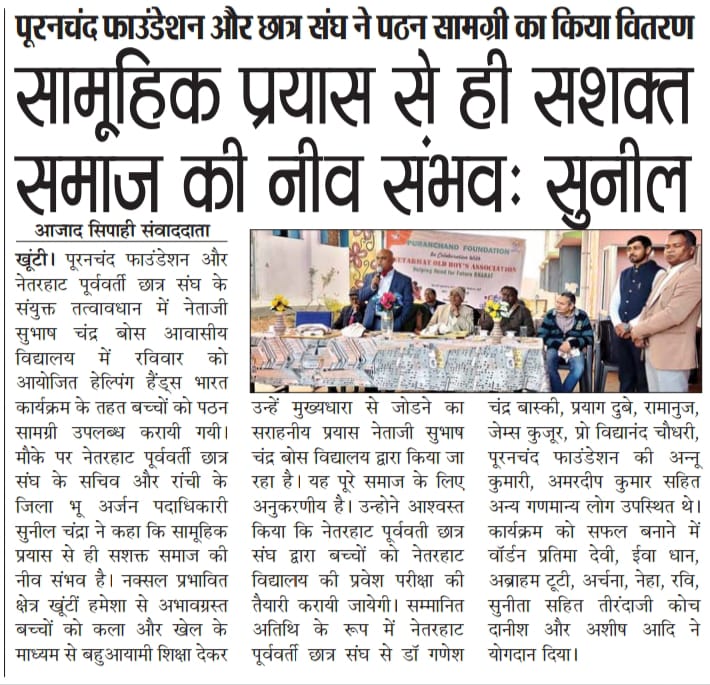 पूरनचंद फाउंडेशन और छात्र संघ ने पठन सामग्री का किया वितरण
सामूहिक प्रयास से ही सशक्त
समाज की नीव संभवः सुनील
आजाद सिपाही संवाददाता
खूंटी। पूरनचंद फाउंडेशन और
नेतरहाट पूर्ववर्ती छात्र संघ के
संयुक्त तत्वावधान में नेताजी
सुभाष चंद्र बोस आवासीय
विद्यालय में रविवार को
आयोजित हेल्पिंग हैंड्स भारत
कार्यक्रम के तहत बच्चों को पठन
सामग्री उपलब्ध करायी गयी।
मौके पर नेतरहाट पूर्ववर्ती छात्र
संघ के सचिव और रांची के
जिला भू अर्जन पदाधिकारी
सुनील चंद्रा ने कहा कि सामूहिक
प्रयास से ही सशक्त समाज की
नीव संभव है। नक्सल प्रभावित
क्षेत्र खूंटीं हमेशा से अभावग्रस्त
बच्चों को कला और खेल के
माध्यम से बहुआयामी शिक्षा देकर
PURANCHAND FOUNDATION
In Collaboration With
NETARHAT OLD BOY'S ASSOCIATION
Helping Hand for Future BHARAT
उन्हें मुख्यधारा से जोडने का
सराहनीय प्रयास नेताजी सुभाष
चंद्र बोस विद्यालय द्वारा किया जा
रहा है। यह पूरे समाज के लिए
अनुकरणीय है। उन्होने आश्वस्त
किया कि नेतरहाट पूर्ववती छात्र
संघ द्वारा बच्चों को नेतरहाट
विद्यालय की प्रवेश परीक्षा की
तैयारी करायी जायेगी। सम्मानित
अतिथि के रूप में नेतरहाट
पूर्ववर्ती छात्र संघ से डॉ गणेश
चंद्र बास्की, प्रयाग दुबे, रामानुज,
जेम्स कुजूर, प्रो विद्यानंद चौधरी,
पूरनचंद फाउंडेशन की अन्नू
कुमारी, अमरदीप कुमार सहित
अन्य गणमान्य लोग उपस्थित थे।
कार्यक्रम को सफल बनाने में
वॉर्डन प्रतिमा देवी, ईवा धान,
अब्राहम टूटी, अर्चना, नेहा, रवि,
सुनीता सहित तीरंदाजी कोच
दानीश और अशीष आदि ने
योगदान दिया।